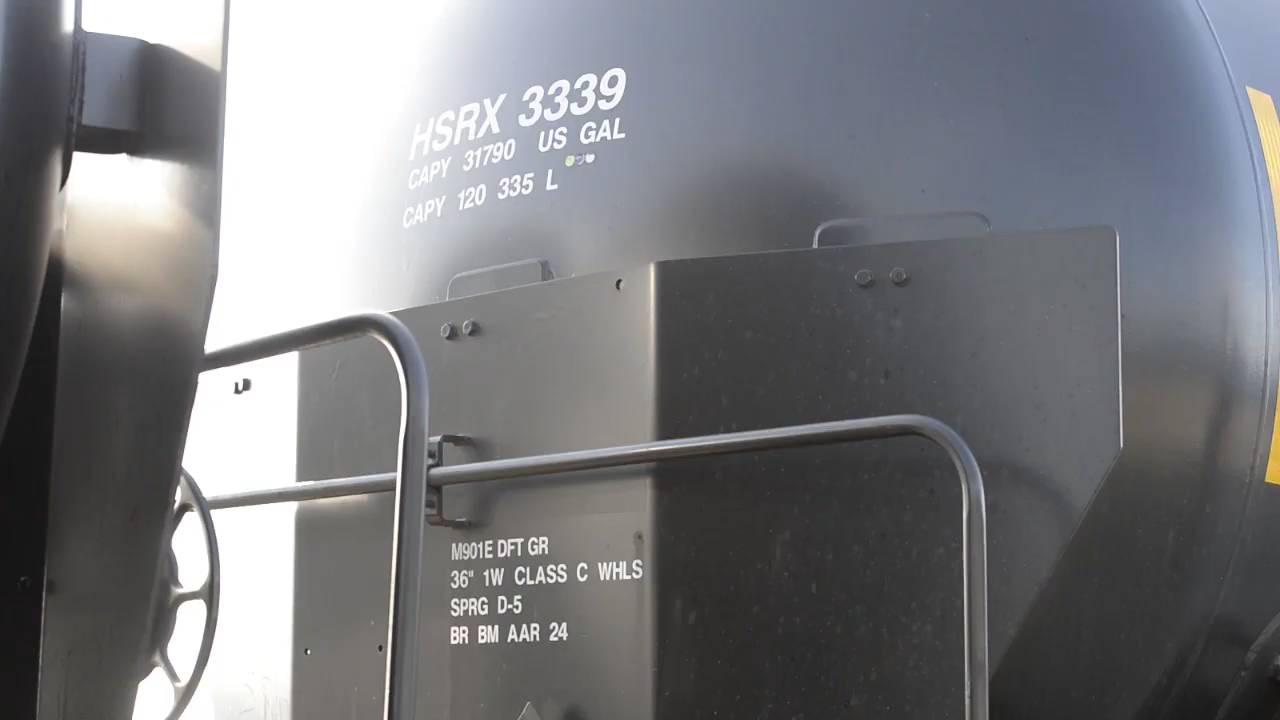 HSRX 3339
CAPY 31790 US GAL
CAPY 120 335 L
M901E DFT GR
36" 1W CLASS C WHLS
SPRG D-5
BR BM AAR 24